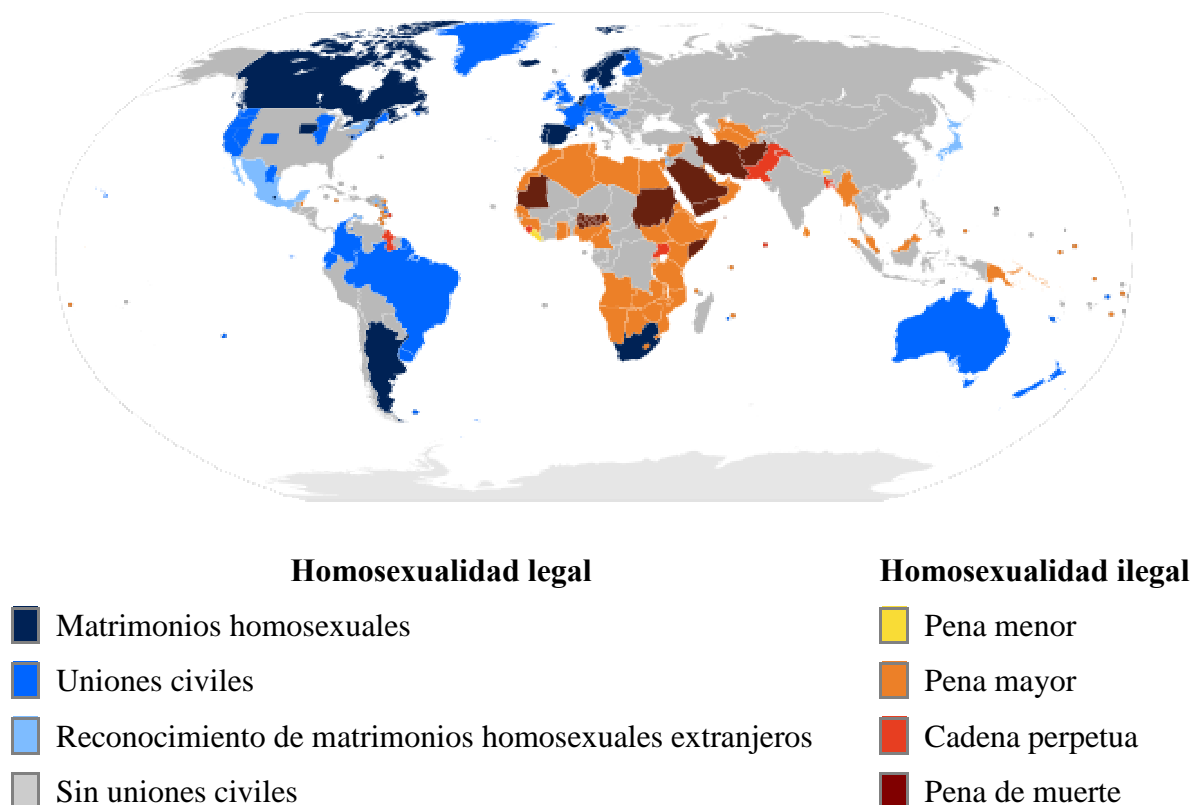 Homosexualidad legal
Matrimonios homosexuales
Uniones civiles
Reconocimiento de matrimonios homosexuales extranjeros
Sin uniones civiles
Homosexualidad ilegal
Pena menor
Pena mayor
Cadena perpetua
Pena de muerte